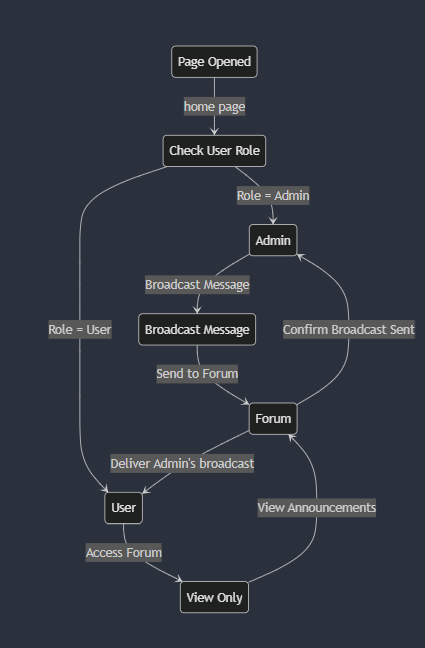 Page Opened
home page
Check User Role
Role = Admin
Admin
Broadcast Message
Role = User
Broadcast Message
Confirm Broadcast Sent
Send to Forum
Forum
Deliver Admin's broadcast
User
View Announcements
Access Forum
View Only